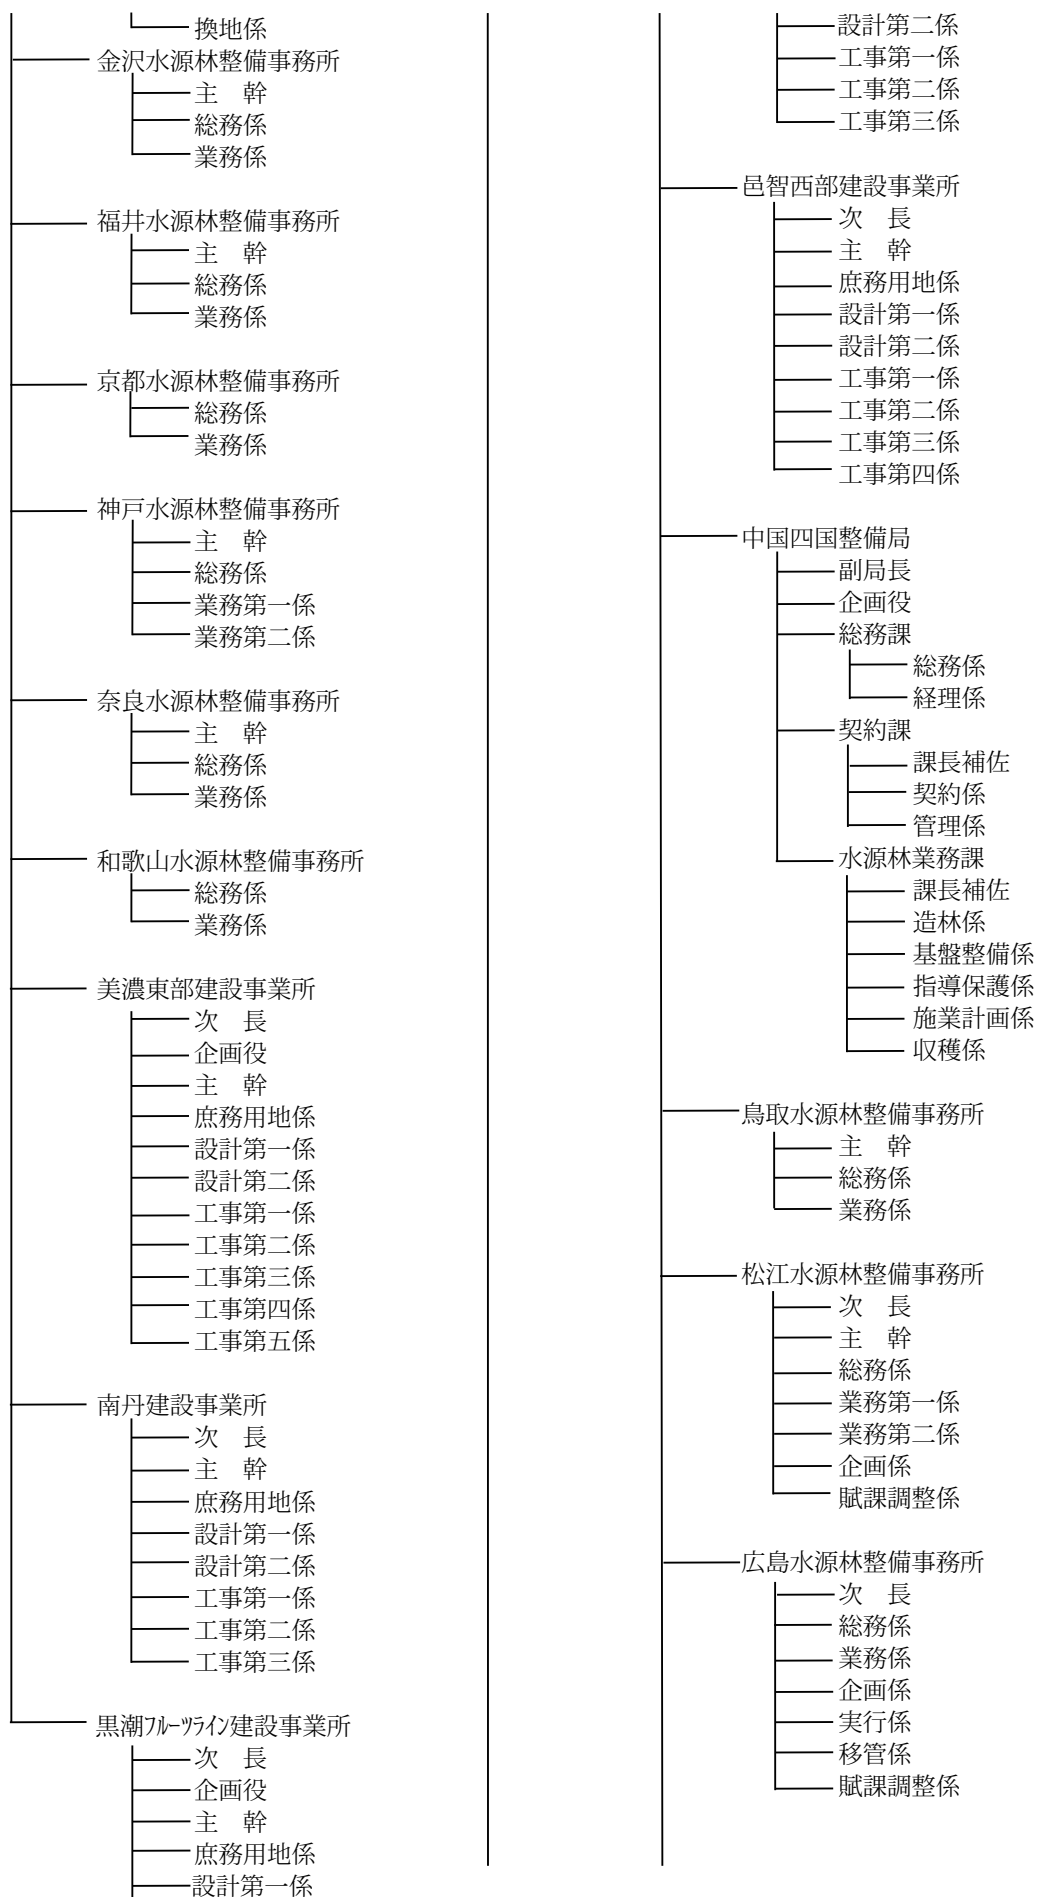 換地係
金沢水源林整備事務所
主　幹
総務係
業務係
福井水源林整備事務所
主　幹
総務係
業務係
京都水源林整備事務所
総務係
業務係
神戸水源林整備事務所
主　幹
総務係
業務第一係
業務第二係
奈良水源林整備事務所
主　幹
総務係
業務係
和歌山水源林整備事務所
総務係
業務係
美濃東部建設事業所
次　長
企画役
主　幹
庶務用地係
設計第一係
設計第二係
工事第一係
工事第二係
工事第三係
工事第四係
工事第五係
南丹建設事業所
次　長
主　幹
庶務用地係
設計第一係
設計第二係
工事第一係
工事第二係
工事第三係
黒潮ﾌﾙｰﾂﾗｲﾝ建設事業所
次　長
企画役
主　幹
庶務用地係
設計第一係
設計第二係
工事第一係
工事第二係
工事第三係
邑智西部建設事業所
次　長
主　幹
庶務用地係
設計第一係
設計第二係
工事第一係
工事第二係
工事第三係
工事第四係
中国四国整備局
副局長
企画役
総務課
総務係
経理係
契約課
課長補佐
契約係
管理係
水源林業務課
課長補佐
造林係
基盤整備係
指導保護係
施業計画係
収穫係
鳥取水源林整備事務所
主　幹
総務係
業務係
松江水源林整備事務所
次　長
主　幹
総務係
業務第一係
業務第二係
企画係
賦課調整係
広島水源林整備事務所
次　長
総務係
業務係
企画係
実行係
移管係
賦課調整係